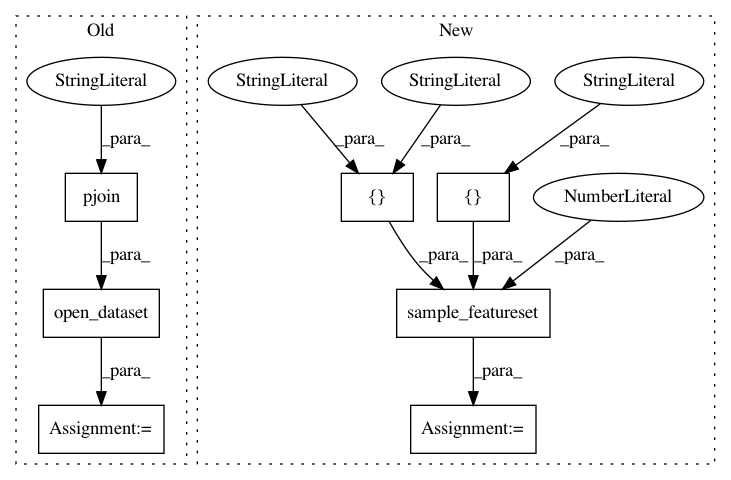 Old
New
StringLiteral
StringLiteral
StringLiteral
StringLiteral
_para_
_para_
_para_
_para_
pjoin
{}
{}
NumberLiteral
_para_
_para_
_para_
_para_
open_dataset
sample_featureset
_para_
_para_
Assignment:=
Assignment:=